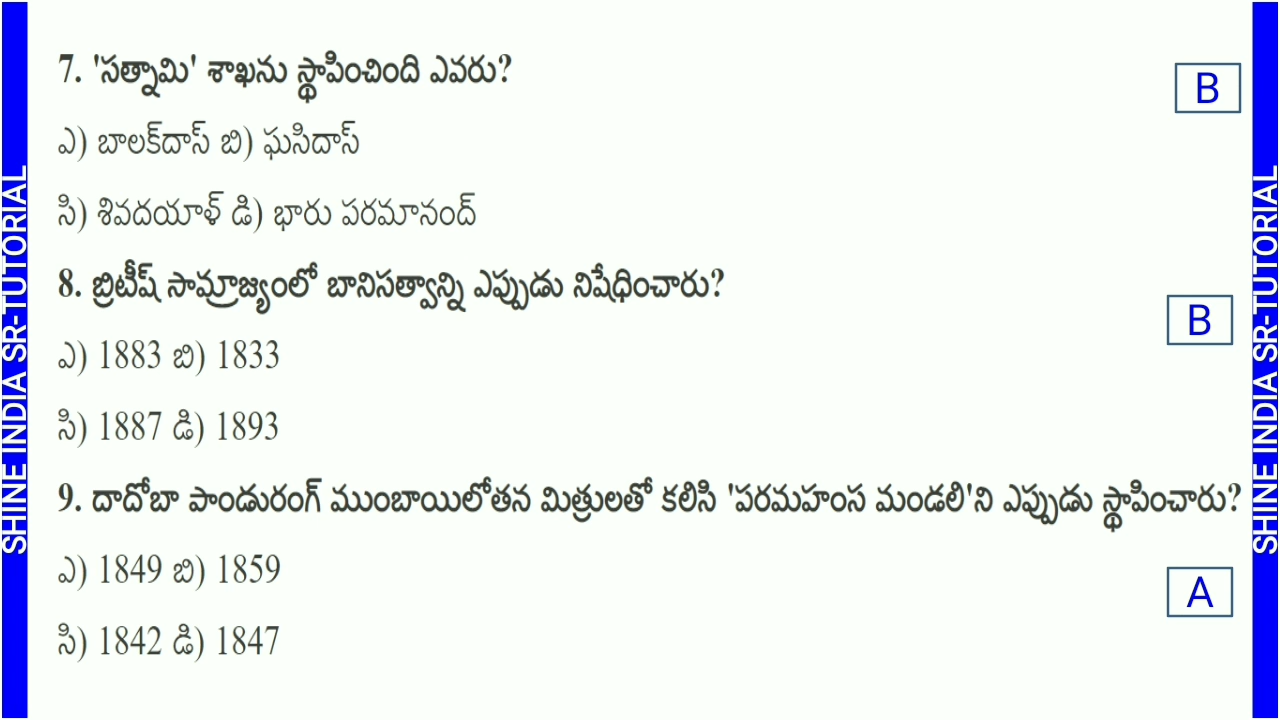 SHINE INDIA SR-TUTORIAL
7. 'సత్నామి' శాఖను స్థాపించింది ఎవరు?
B
ఎ) బాలక్‌దాస్ బి) ఘసిదాస్
సి) శివదయాళ్ డి) భారు పరమానంద్
8. బ్రిటీష్ సామ్రాజ్యంలో బానిసత్వాన్ని ఎప్పుడు నిషేధించారు?
B
ఎ) 1883 బి) 1833
సి) 1887 డి) 1893
9. దాదోబా పాండురంగ్ ముంబాయిలోతన మిత్రులతో కలిసి 'పరమహంస మండలి'ని ఎప్పుడు స్థాపించారు?
ఎ) 1849 బి) 1859
A
సి) 1842 డి) 1847
SHINE INDIA SR-TUTORIAL